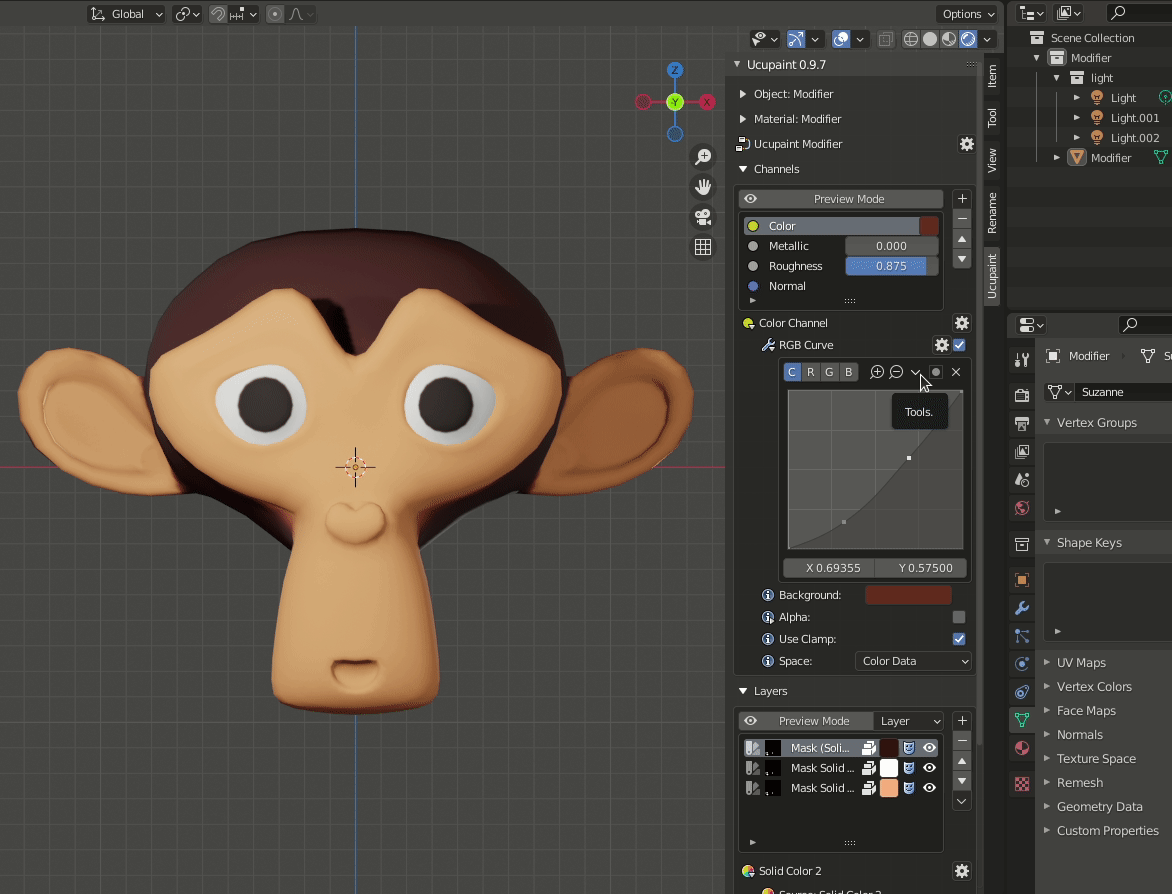 Global
Options
Z
Y
X
Ucupaint 0.9.7
Object: Modifier
Material: Modifier
Ucupaint Modifier
Channels
Preview Mode
Color
Metallic 0.000
Roughness 0.875
Normal
Color Channel
RGB Curve
C R G B
Tools.
X 0.69355 Y 0.57500
Background:
Alpha:
Use Clamp:
Space: Color Data
Layers
Preview Mode Layer
Mask (Soli...
Mask Solid ...
Mask Solid ...
Solid Color 2
Item
Tool
View
Rename
Ucupaint
Scene Collection
Modifier
light
Light
Light.001
Light.002
Modifier
Modifier
Suzanne
Vertex Groups
Shape Keys
UV Maps
Vertex Colors
Face Maps
Normals
Texture Space
Remesh
Geometry Data
Custom Properties